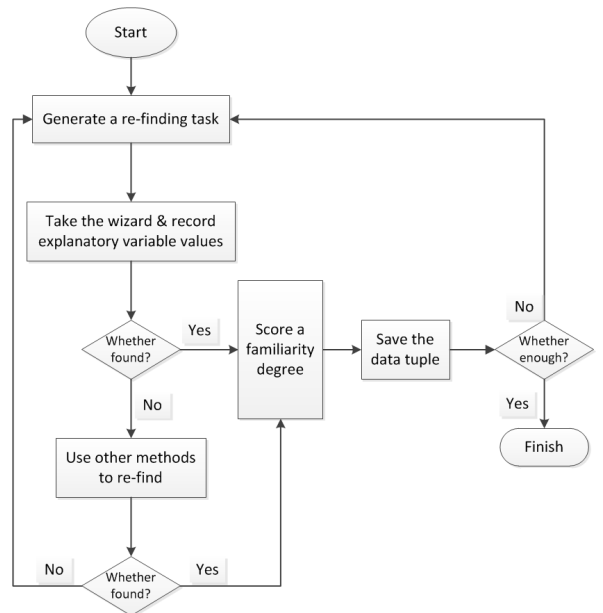 Start
Generate a re-finding task
Take the wizard & record
explanatory variable values
Whether
found?
Yes
No
Score a
familiarity
degree
Save the
data tuple
Whether
enough?
No
Yes
Finish
Use other methods
to re-find
Whether
found?
No
Yes